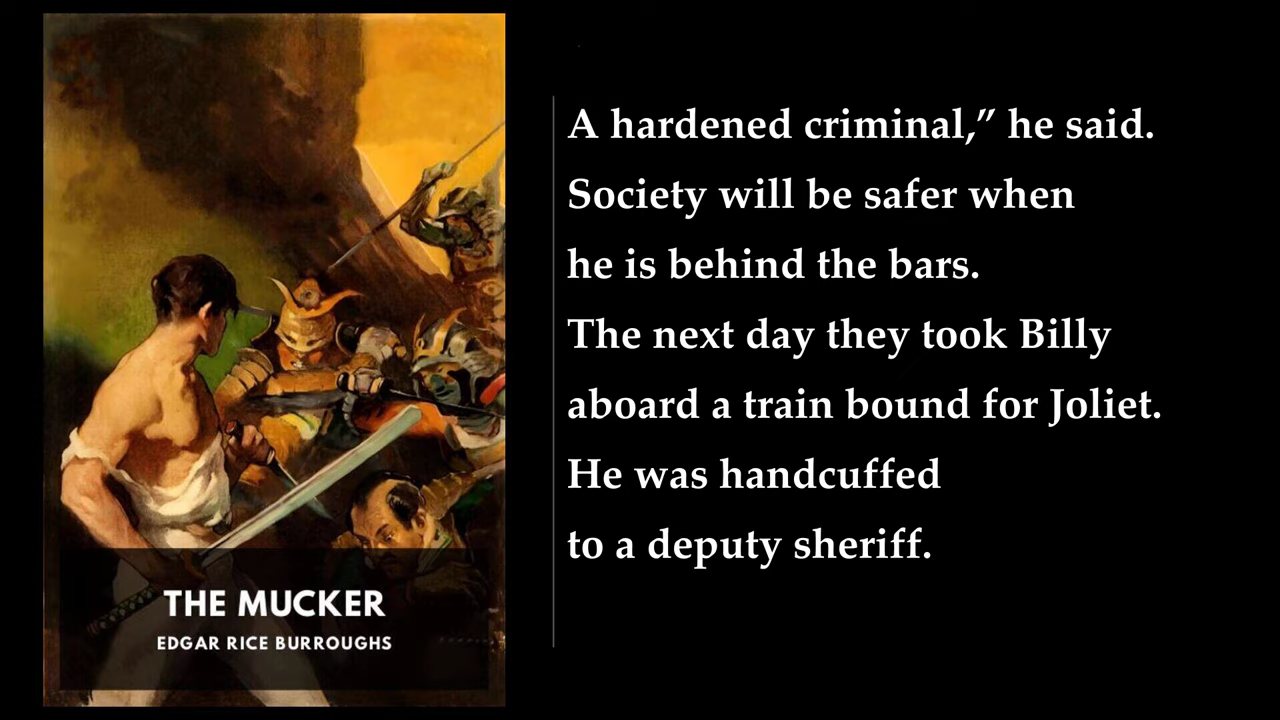 A hardened criminal,” he said.
Society will be safer when
he is behind the bars.
The next day they took Billy
aboard a train bound for Joliet.
He was handcuffed
to a deputy sheriff.
THE MUCKER
EDGAR RICE BURROUGHS